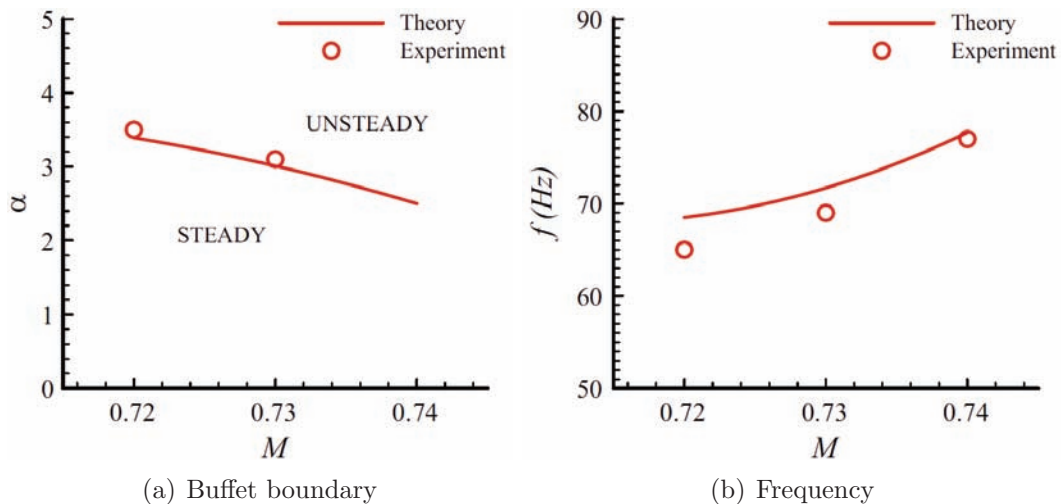 5
4
3
2
1
0
α
Theory
Experiment
UNSTEADY
STEADY
0.72 0.73 0.74
M
(a) Buffet boundary
90
80
70
60
50
f (Hz)
Theory
Experiment
0.72 0.73 0.74
M
(b) Frequency